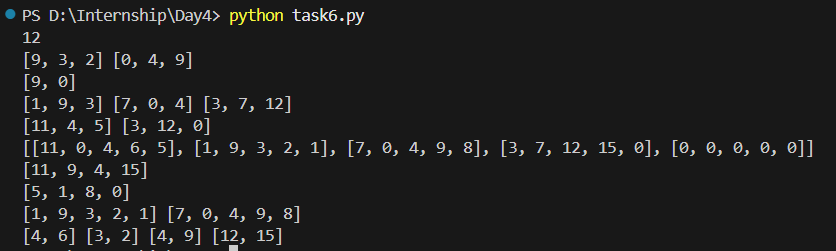 PS D:\Internship\Day4> python task6.py
12
[9, 3, 2] [0, 4, 9]
[9, 0]
[1, 9, 3] [7, 0, 4] [3, 7, 12]
[11, 4, 5] [3, 12, 0]
[[11, 0, 4, 6, 5], [1, 9, 3, 2, 1], [7, 0, 4, 9, 8], [3, 7, 12, 15, 0], [0, 0, 0, 0, 0]]
[11, 9, 4, 15]
[5, 1, 8, 0]
[1, 9, 3, 2, 1] [7, 0, 4, 9, 8]
[4, 6] [3, 2] [4, 9] [12, 15]